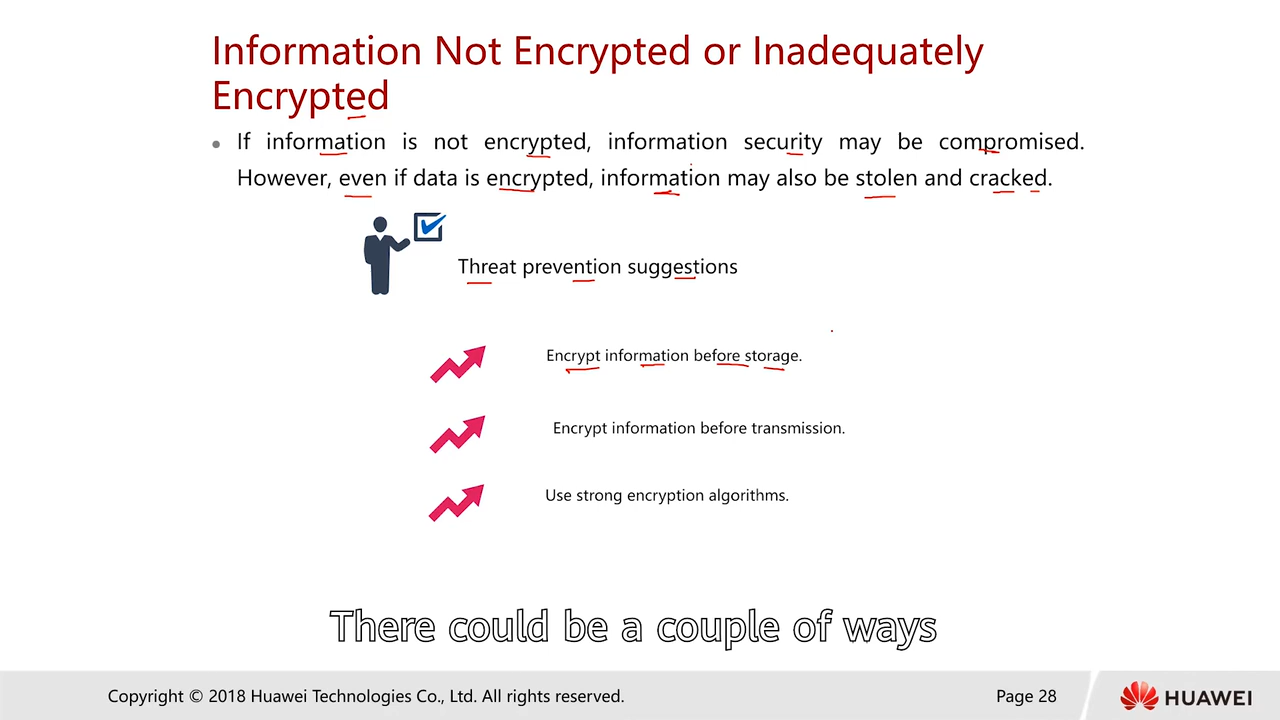 Information Not Encrypted or Inadequately
Encrypted
• If information is not encrypted, information security may be compromised.
However, even if data is encrypted, information may also be stolen and cracked.
Threat prevention suggestions
Encrypt information before storage.
Encrypt information before transmission.
Use strong encryption algorithms.
There could be a couple of ways
Copyright © 2018 Huawei Technologies Co., Ltd. All rights reserved.
Page 28
HUAWEI